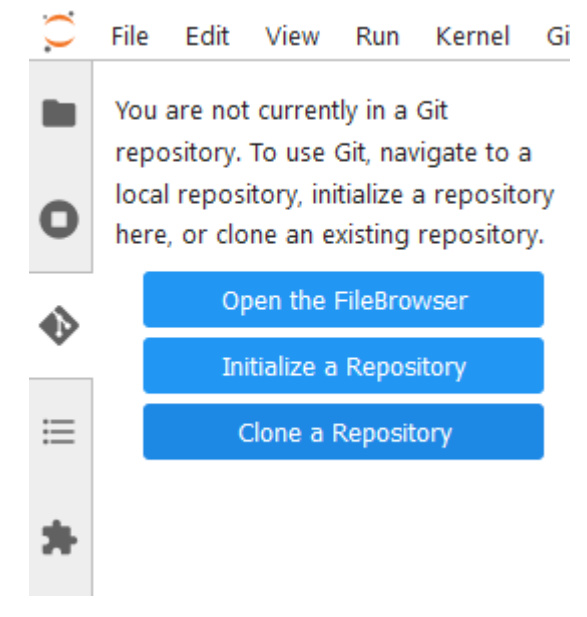 File Edit View Run Kernel Gi
You are not currently in a Git
repository. To use Git, navigate to a
local repository, initialize a repository
here, or clone an existing repository.
Open the FileBrowser
Initialize a Repository
Clone a Repository